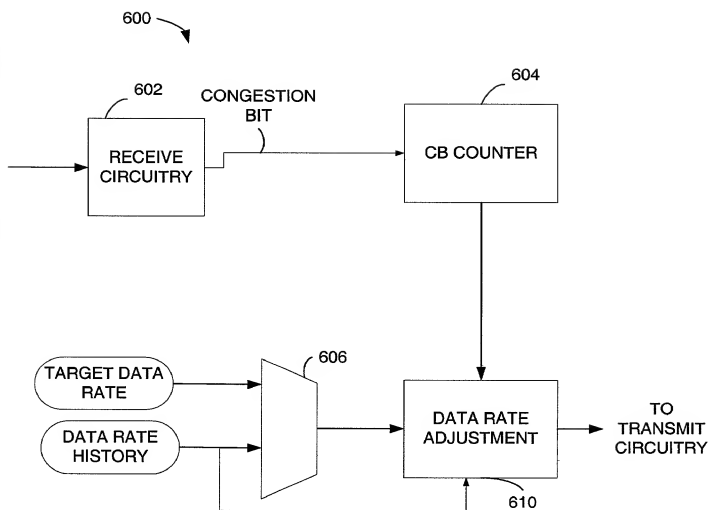 600
602
RECEIVE
CIRCUITRY
CONGESTION
BIT
604
CB COUNTER
TARGET DATA
RATE
DATA RATE
HISTORY
606
DATA RATE
ADJUSTMENT
610
TO
TRANSMIT
CIRCUITRY